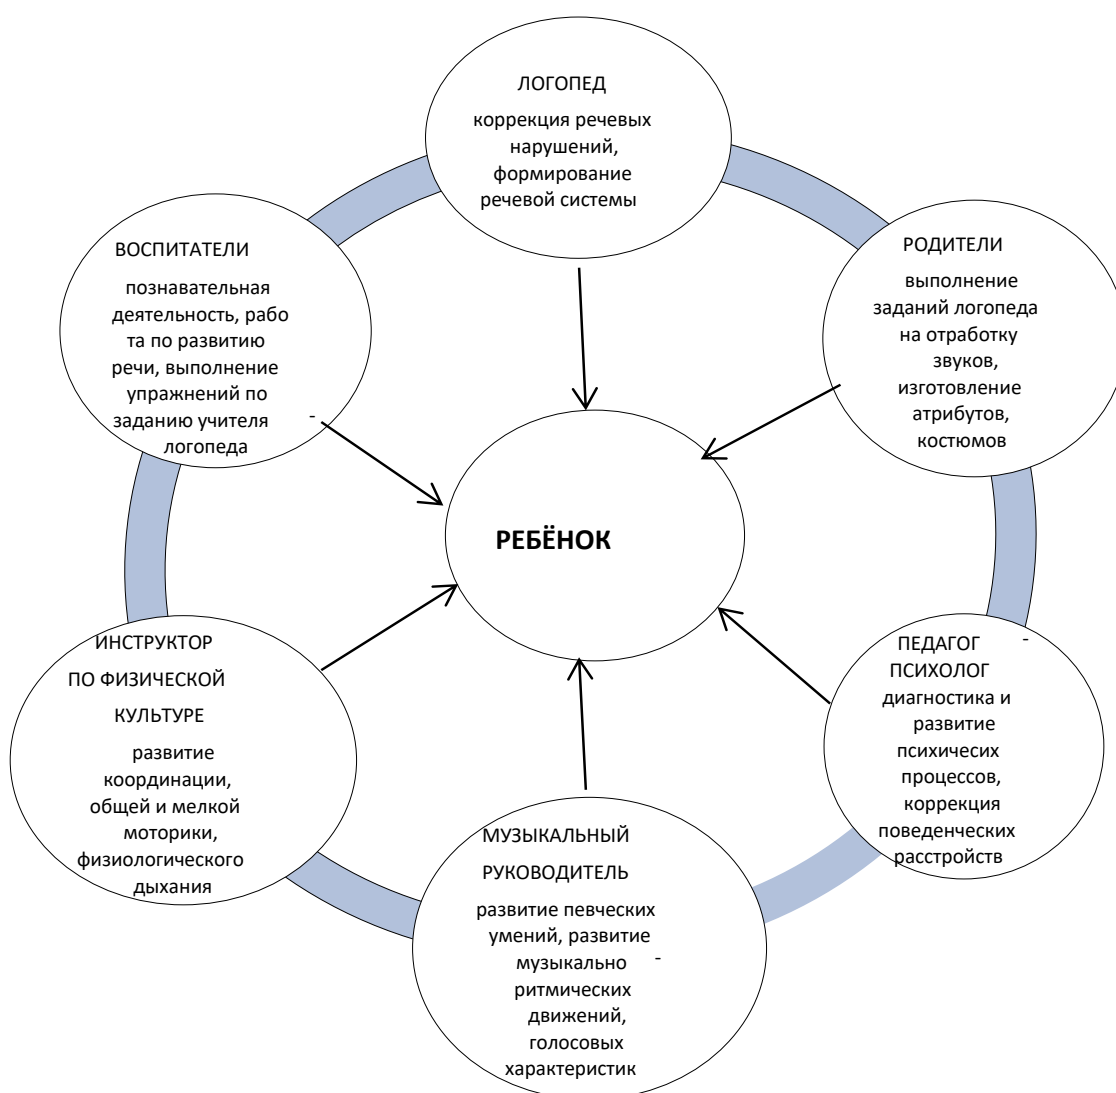 ЛОГОПЕД
коррекция речевых
нарушений,
формирование
речевой системы
РОДИТЕЛИ
выполнение
заданий логопеда
на отработку
звуков,
изготовление
атрибутов,
костюмов
ВОСПИТАТЕЛИ
познавательная
деятельность, рабо
та по развитию
речи, выполнение
упражнений по
заданию учителя -
логопеда
РЕБЁНОК
ИНСТРУКТОР
ПО ФИЗИЧЕСКОЙ
КУЛЬТУРЕ
развитие
координации,
общей и мелкой
моторики,
физиологического
дыхания
ПЕДАГОГ -
ПСИХОЛОГ
диагностика и
развитие
психичесих
процессов,
коррекция
поведенческих
расстройств
МУЗЫКАЛЬНЫЙ
РУКОВОДИТЕЛЬ
развитие певческих
умений, развитие
музыкально -
ритмических
движений,
голосовых
характеристик